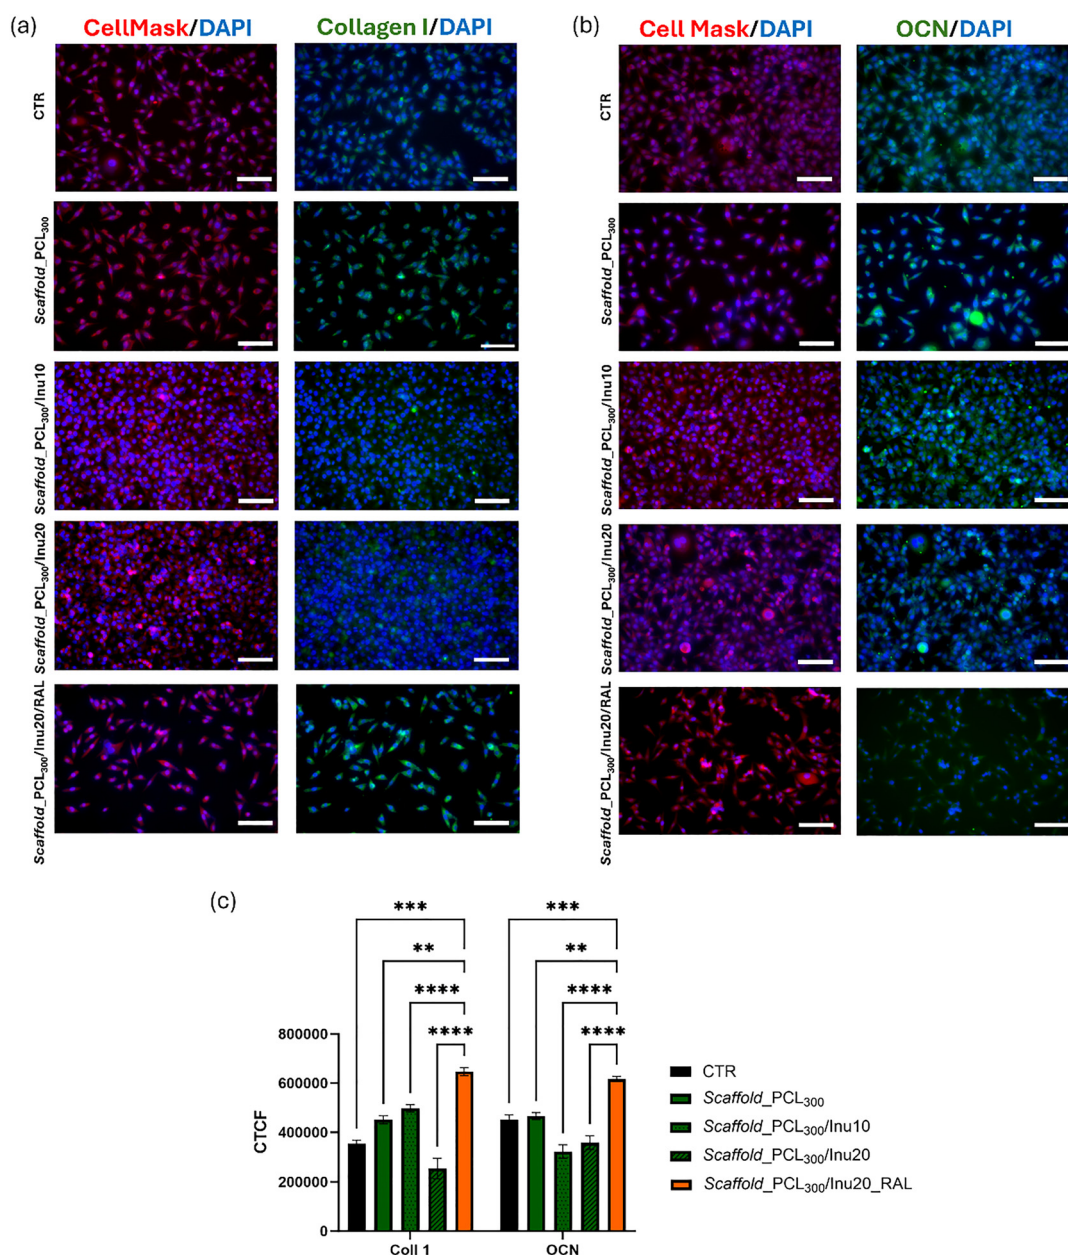 (a)
CellMask/DAPI
Collagen I/DAPI
CTR
Scaffold_PCL300
Scaffold_PCL300/Inu10
Scaffold_PCL300/Inu20
Scaffold_PCL300/Inu20/RAL
(b)
Cell Mask/DAPI
OCN/DAPI
CTR
Scaffold_PCL300
Scaffold_PCL300/Inu10
Scaffold_PCL300/Inu20
Scaffold_PCL300/Inu20/RAL
(c)
***
**
****
****
***
**
****
****
CTCF
800000
600000
400000
200000
0
Coll 1
OCN
CTR
Scaffold_PCL300
Scaffold_PCL300/Inu10
Scaffold_PCL300/Inu20
Scaffold_PCL300/Inu20_RAL